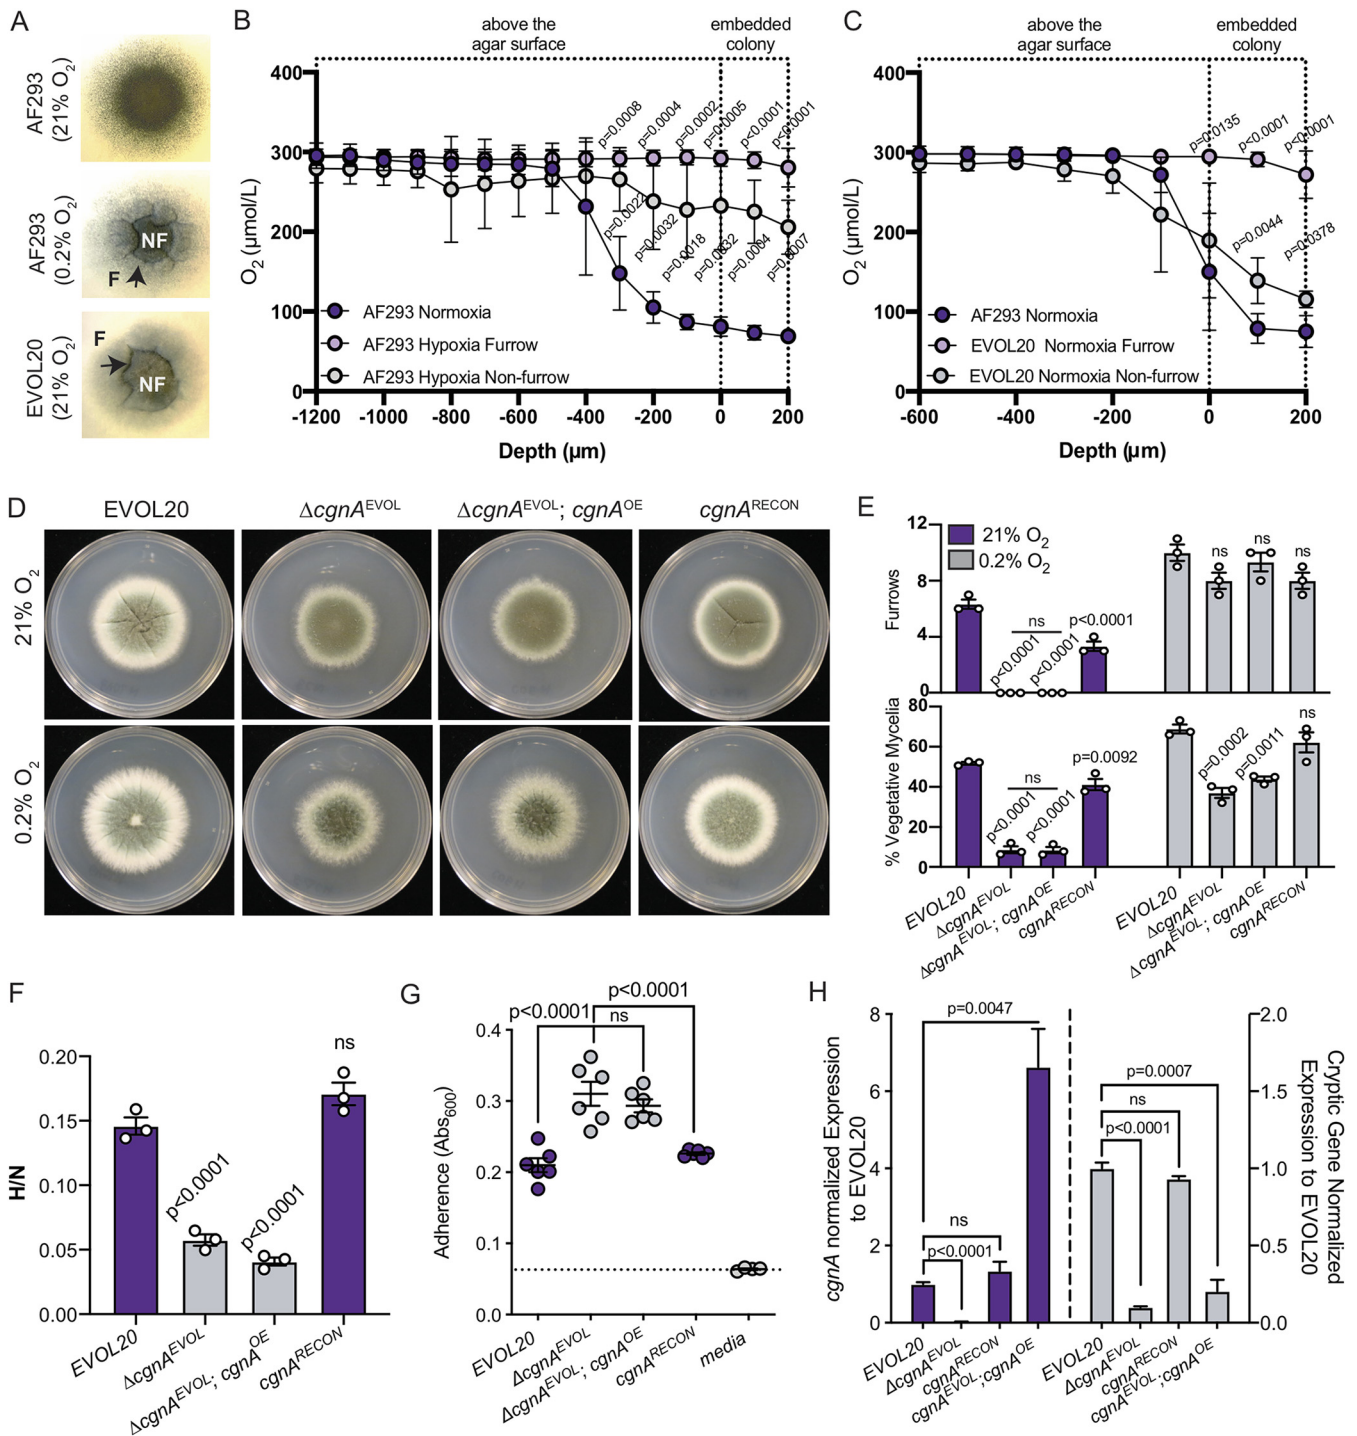 A
AF293
(21% O2)
AF293
(0.2% O2)
NF
F
EVOL20
(21% O2)
F
NF
B
above the
agar surface
embedded
colony
O2 (µmol/L)
400
300
200
100
0
p=0.0008
p=0.0004
p=0.0002
p=0.0005
p<0.0001
p<0.0001
p=0.0022
p=0.0032
p=0.0018
p=0.0032
p=0.0004
p=0.0007
AF293 Normoxia
AF293 Hypoxia Furrow
AF293 Hypoxia Non-furrow
-1200 -1000 -800 -600 -400 -200 0 200
Depth (µm)
C
above the
agar surface
embedded
colony
O2 (µmol/L)
400
300
200
100
0
p=0.0135
p<0.0001
p<0.0001
p=0.0044
p=0.0378
AF293 Normoxia
EVOL20 Normoxia Furrow
EVOL20 Normoxia Non-furrow
-600 -400 -200 0 200
Depth (µm)
D
EVOL20
ΔcgnAEVOL
ΔcgnAEVOL; cgnAOE
cgnARECON
21% O2
0.2% O2
E
21% O2
0.2% O2
Furrows
12
8
4
0
p<0.0001
ns
p<0.0001
p<0.0001
ns
ns
ns
% Vegetative Mycelia
80
60
40
20
0
p<0.0001
ns
p<0.0001
p=0.0092
p=0.0002
p=0.0011
ns
EVOL20
ΔcgnAEVOL
ΔcgnAEVOL; cgnAOE
cgnARECON
EVOL20
ΔcgnAEVOL
ΔcgnAEVOL; cgnAOE
cgnARECON
F
H/N
0.20
0.15
0.10
0.05
0.00
p<0.0001
p<0.0001
ns
EVOL20
ΔcgnAEVOL
ΔcgnAEVOL; cgnAOE
cgnARECON
G
Adherence (Abs600)
0.4
0.3
0.2
0.1
0.0
p<0.0001
p<0.0001
ns
EVOL20
ΔcgnAEVOL
ΔcgnAEVOL; cgnAOE
cgnARECON
media
H
cgnA normalized Expression
to EVOL20
8
6
4
2
0
p=0.0047
ns
p<0.0001
p=0.0007
ns
p<0.0001
2.0
1.5
1.0
0.5
0.0
Cryptic Gene Normalized
Expression to EVOL20
EVOL20
ΔcgnAEVOL
cgnARECON
cgnAEVOL;cgnAOE
EVOL20
ΔcgnAEVOL
cgnARECON
cgnAEVOL;cgnAOE